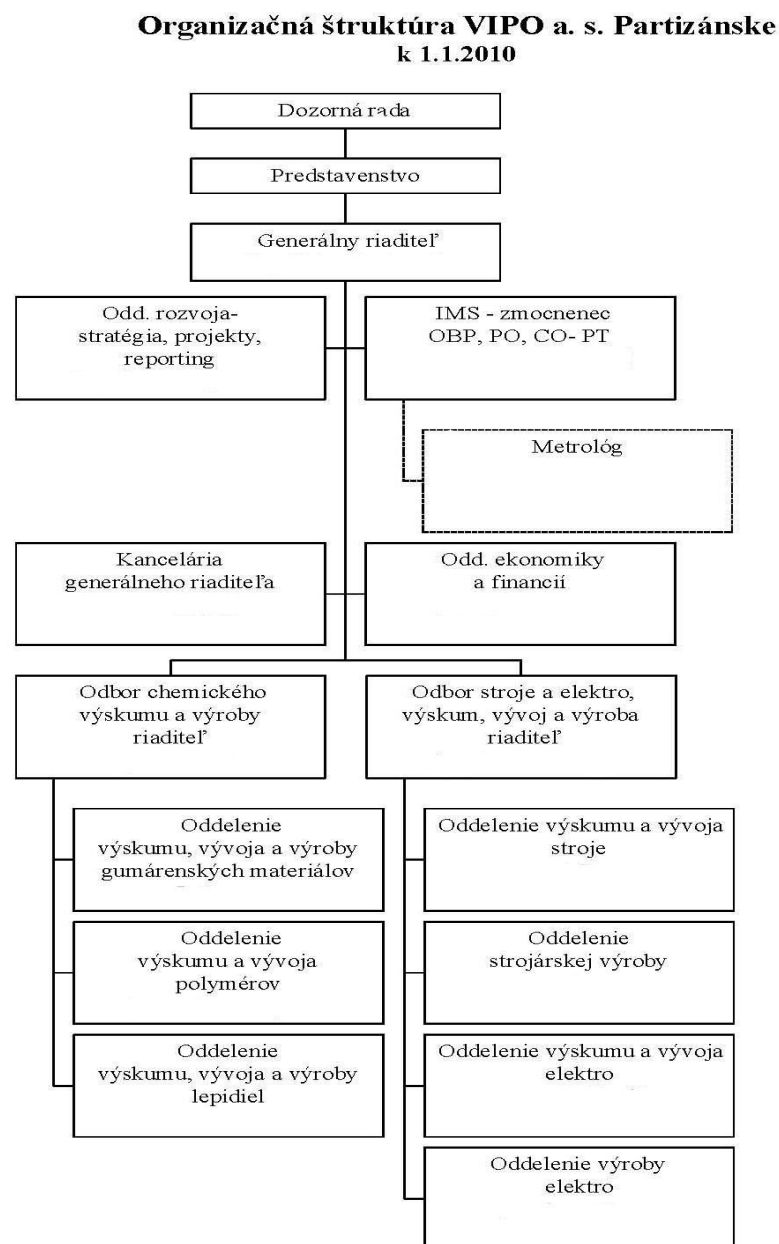 Organizačná štruktúra VIPO a. s. Partizánske
k 1.1.2010
Dozorná rada
Predstavenstvo
Generálny riaditeľ
Odd. rozvoja-
stratégia, projekty,
reporting
IMS - zmocnenec
OBP, PO, CO- PT
Metrológ
Kancelária
generálneho riaditeľa
Odd. ekonomiky
a financií
Odbor chemického
výskumu a výroby
riaditeľ
Odbor stroje a elektro,
výskum, vývoj a výroba
riaditeľ
Oddelenie
výskumu, vývoja a výroby
gumárenských materiálov
Oddelenie
výskumu a vývoja
polymérov
Oddelenie
výskumu, vývoja a výroby
lepidiel
Oddelenie výskumu a vývoja
stroje
Oddelenie
strojárskej výroby
Oddelenie výskumu a vývoja
elektro
Oddelenie výroby
elektro